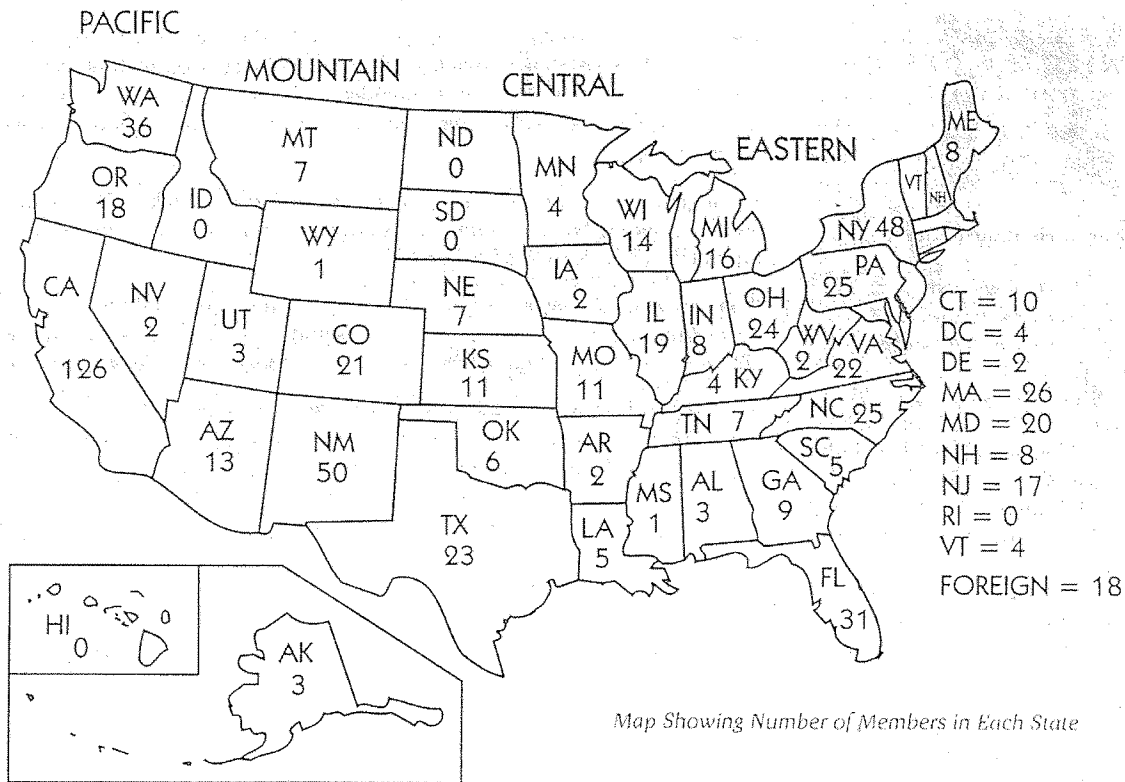 PACIFIC
MOUNTAIN
CENTRAL
EASTERN
WA
36
OR
18
ID
0
MT
7
WY
1
ND
0
SD
0
NE
7
KS
11
MN
4
IA
2
MO
11
WI
14
MI
16
IL
19
IN
8
OH
24
KY
4
WV
2
VA
22
PA
25
NY 48
VT
NH
ME
8
CA
126
NV
2
UT
3
CO
21
AZ
13
NM
50
OK
6
TX
23
AR
2
LA
5
MS
1
AL
3
GA
9
TN 7
NC 25
SC 5
FL
31
HI
0
AK
3
CT = 10
DC = 4
DE = 2
MA = 26
MD = 20
NH = 8
NJ = 17
RI = 0
VT = 4
FOREIGN = 18
Map Showing Number of Members in Each State